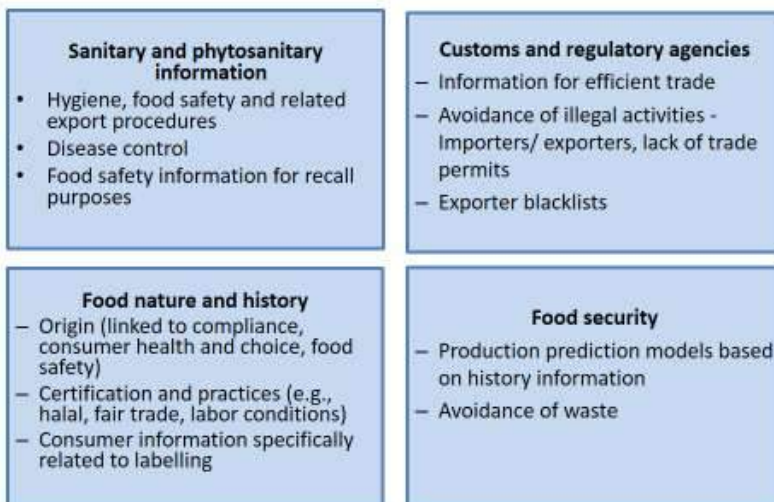 Sanitary and phytosanitary
information
• Hygiene, food safety and related
export procedures
• Disease control
• Food safety information for recall
purposes
Customs and regulatory agencies
– Information for efficient trade
– Avoidance of illegal activities -
Importers/ exporters, lack of trade
permits
– Exporter blacklists
Food nature and history
– Origin (linked to compliance,
consumer health and choice, food
safety)
– Certification and practices (e.g.,
halal, fair trade, labor conditions)
– Consumer information specifically
related to labelling
Food security
– Production prediction models based
on history information
– Avoidance of waste